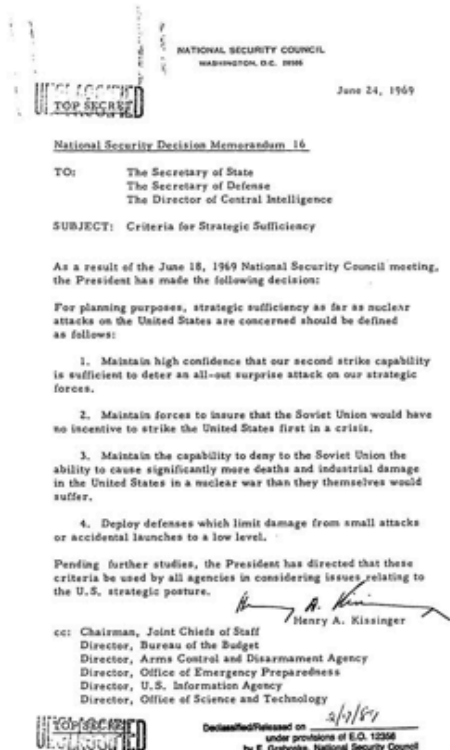 NATIONAL SECURITY COUNCIL
WASHINGTON, D.C. 20506
June 24, 1969
UNCLASSIFIED
TOP SECRET
National Security Decision Memorandum 16
TO: The Secretary of State
The Secretary of Defense
The Director of Central Intelligence
SUBJECT: Criteria for Strategic Sufficiency
As a result of the June 18, 1969 National Security Council meeting,
the President has made the following decision:
For planning purposes, strategic sufficiency as far as nuclear
attacks on the United States are concerned should be defined
as follows:
1. Maintain high confidence that our second strike capability
is sufficient to deter an all-out surprise attack on our strategic
forces.
2. Maintain forces to insure that the Soviet Union would have
no incentive to strike the United States first in a crisis.
3. Maintain the capability to deny to the Soviet Union the
ability to cause significantly more deaths and industrial damage
in the United States in a nuclear war than they themselves would
suffer.
4. Deploy defenses which limit damage from small attacks
or accidental launches to a low level.
Pending further studies, the President has directed that these
criteria be used by all agencies in considering issues relating to
the U.S. strategic posture.
Henry A. Kissinger
cc: Chairman, Joint Chiefs of Staff
Director, Bureau of the Budget
Director, Arms Control and Disarmament Agency
Director, Office of Emergency Preparedness
Director, U.S. Information Agency
Director, Office of Science and Technology
TOP SECRET
UNCLASSIFIED
Declassified/Released on
under provisions of E.O. 12356
by F. Graboske, National Security Council